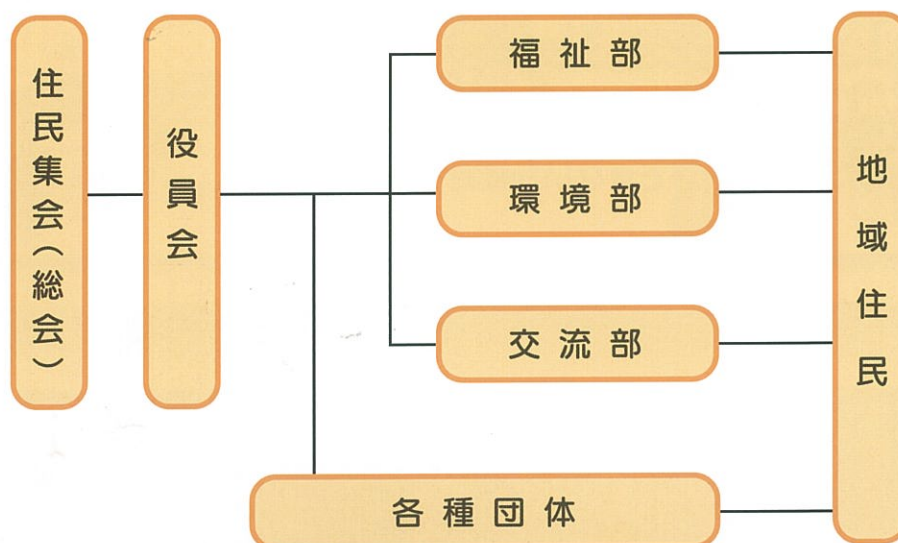 住民集会（総会）
役員会
福祉部
環境部
交流部
各種団体
地域住民